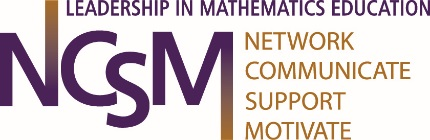 LEADERSHIP IN MATHEMATICS EDUCATION
NCSM
NETWORK
COMMUNICATE
SUPPORT
MOTIVATE